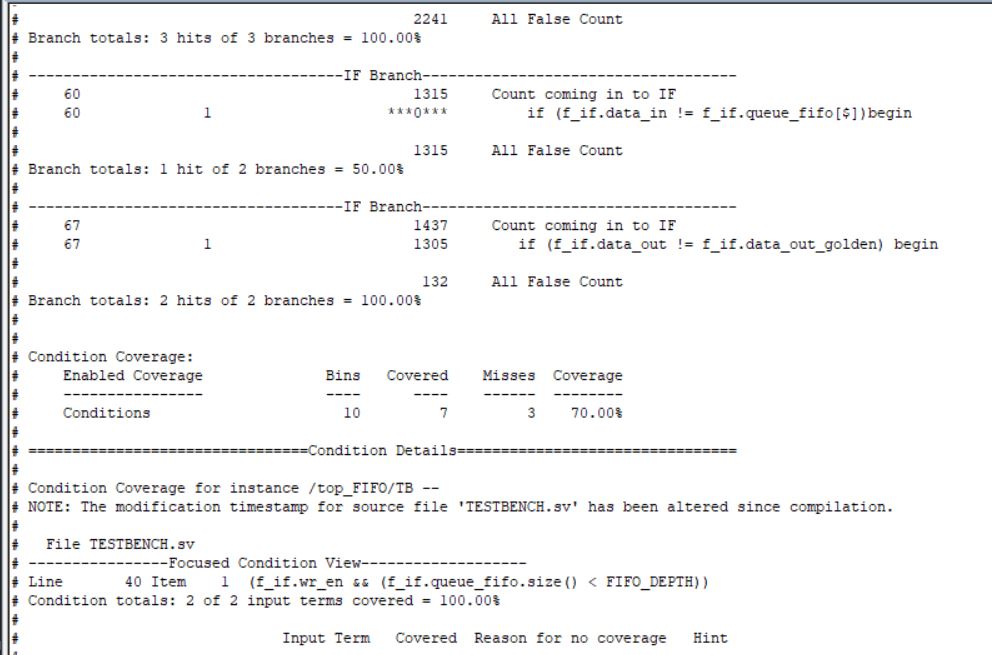 #                                              2241     All False Count
# Branch totals: 3 hits of 3 branches = 100.00%
#
# ------------------------------------IF Branch------------------------------------
#     60                                       1315     Count coming in to IF
#     60              1                     ***0***         if (f_if.data_in != f_if.queue_fifo[$])begin
#
#                                              1315     All False Count
# Branch totals: 1 hit of 2 branches = 50.00%
#
# ------------------------------------IF Branch------------------------------------
#     67                                       1437     Count coming in to IF
#     67              1                        1305        if (f_if.data_out != f_if.data_out_golden) begin
#
#                                               132     All False Count
# Branch totals: 2 hits of 2 branches = 100.00%
#
#
# Condition Coverage:
#     Enabled Coverage              Bins   Covered    Misses  Coverage
#     ----------------              ----      ----    ------  --------
#     Conditions                      10         7         3    70.00%
#
# ================================Condition Details================================
#
# Condition Coverage for instance /top_FIFO/TB --
# NOTE: The modification timestamp for source file 'TESTBENCH.sv' has been altered since compilation.
#
#   File TESTBENCH.sv
# ----------------Focused Condition View-------------------
# Line       40 Item    1  (f_if.wr_en && (f_if.queue_fifo.size() < FIFO_DEPTH))
# Condition totals: 2 of 2 input terms covered = 100.00%
#
#                              Input Term   Covered  Reason for no coverage   Hint